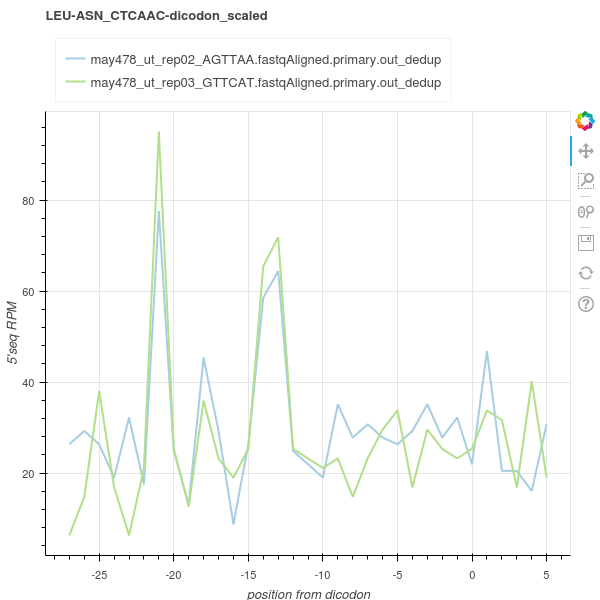 LEU-ASN_CTCAAC-dicodon_scaled
may478_ut_rep02_AGTTAA.fastqAligned.primary.out_dedup
may478_ut_rep03_GTTCAT.fastqAligned.primary.out_dedup
80
60
40
20
5'seq RPM
-25 -20 -15 -10 -5 0 5
position from dicodon